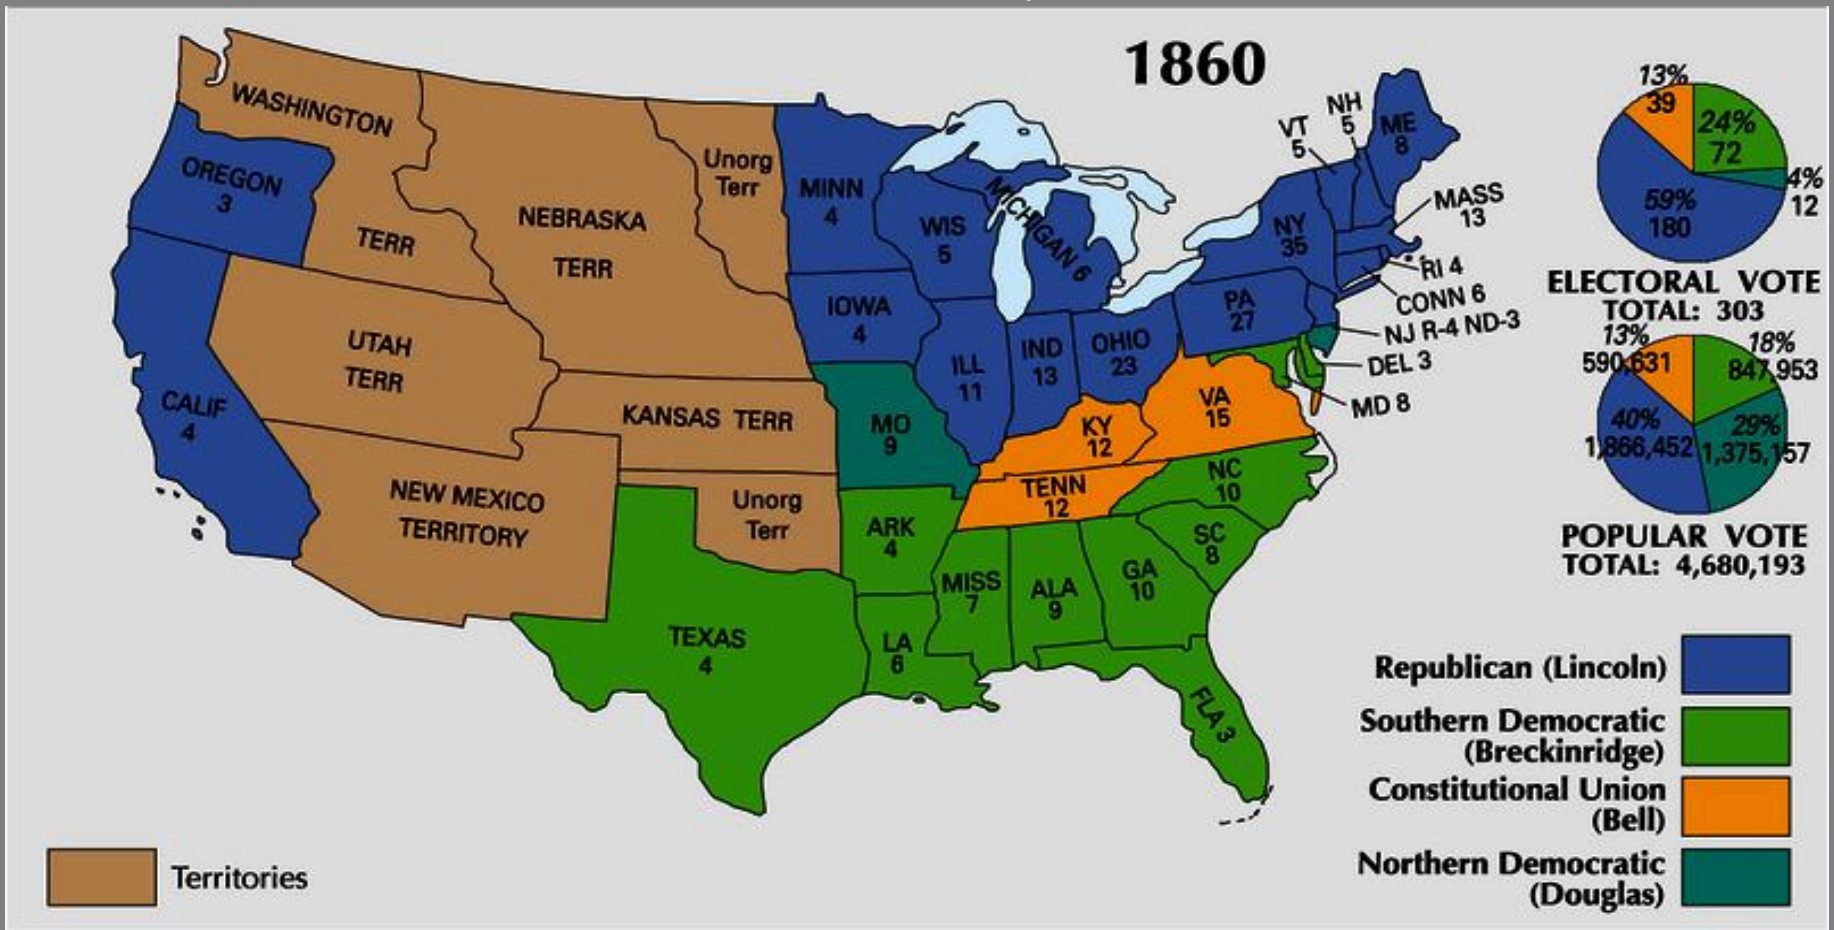 1860
WASHINGTON
TERR
OREGON
3
CALIF
4
UTAH
TERR
NEW MEXICO
TERRITORY
NEBRASKA
TERR
Unorg
Terr
KANSAS TERR
Unorg
Terr
TEXAS
4
MINN
4
IOWA
4
MO
9
ARK
4
LA
6
WIS
5
ILL
11
MICHIGAN 6
IND
13
OHIO
23
KY
12
TENN
12
MISS
7
ALA
9
GA
10
FLA 3
SC
8
NC
10
VA
15
PA
27
NY
35
VT
5
NH
5
ME
8
MASS
13
RI 4
CONN 6
NJ R-4 ND-3
DEL 3
MD 8
13%
39
24%
72
4%
12
59%
180
ELECTORAL VOTE
TOTAL: 303
13%
590,631
18%
847,953
40%
1,866,452
29%
1,375,157
POPULAR VOTE
TOTAL: 4,680,193
Republican (Lincoln)
Southern Democratic
(Breckinridge)
Constitutional Union
(Bell)
Northern Democratic
(Douglas)
Territories